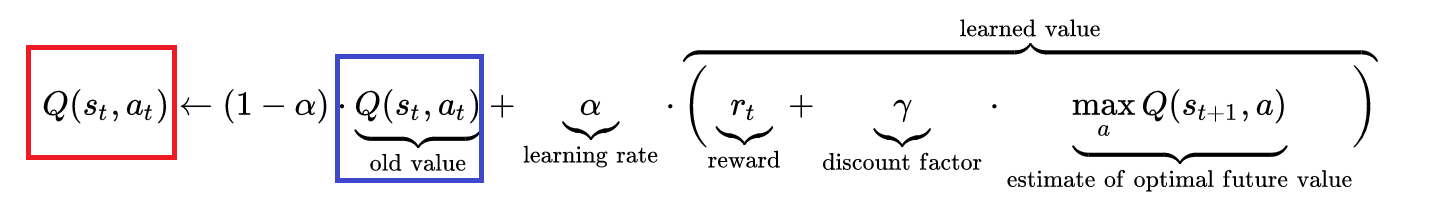 learned value
Q(s_t, a_t) ← (1 − α) · Q(s_t, a_t) + α · ( r_t + γ · max_a Q(s_{t+1}, a) )
old value
learning rate
reward
discount factor
estimate of optimal future value